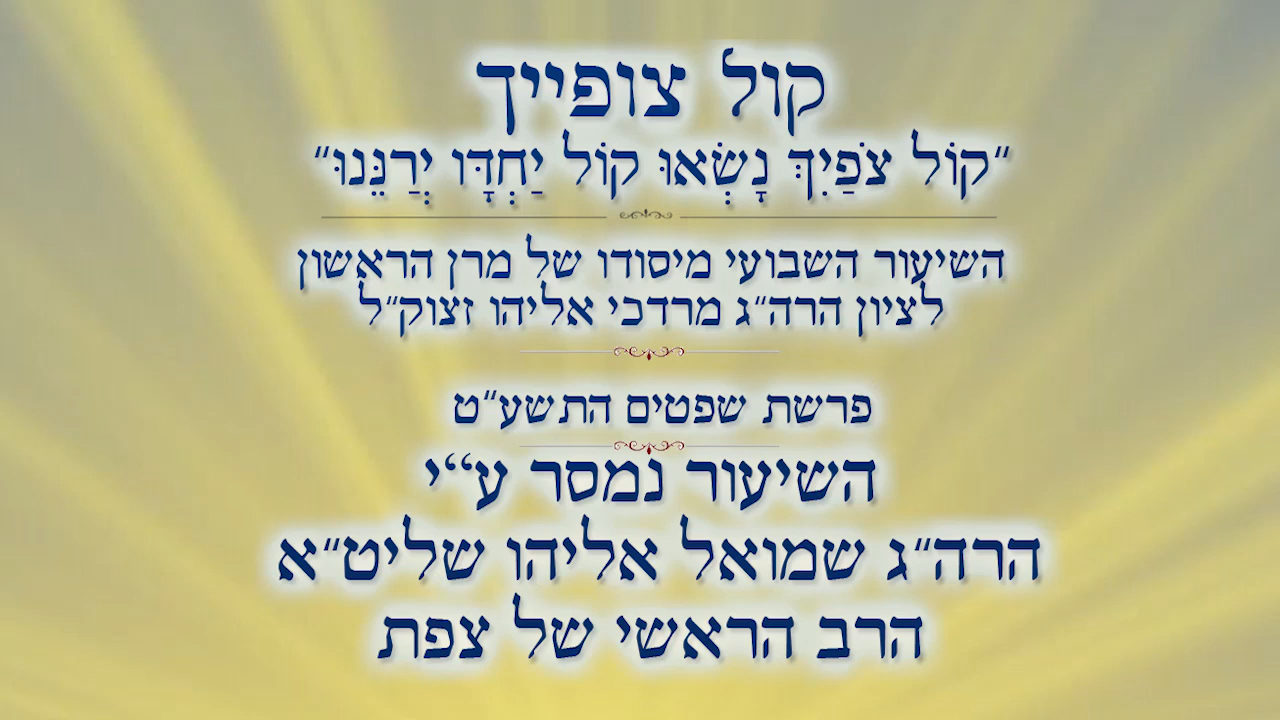 קול צופייך
"קוֹל צֹפַיִךְ נָשְׂאוּ קוֹל יַחְדָּו יְרַנֵּנוּ"
השיעור השבועי מיסודו של מרן הראשון
לציון הרה"ג מרדכי אליהו זצוק"ל
פרשת שפטים התשע"ט
השיעור נמסר ע"י
הרה"ג שמואל אליהו שליט"א
הרב הראשי של צפת